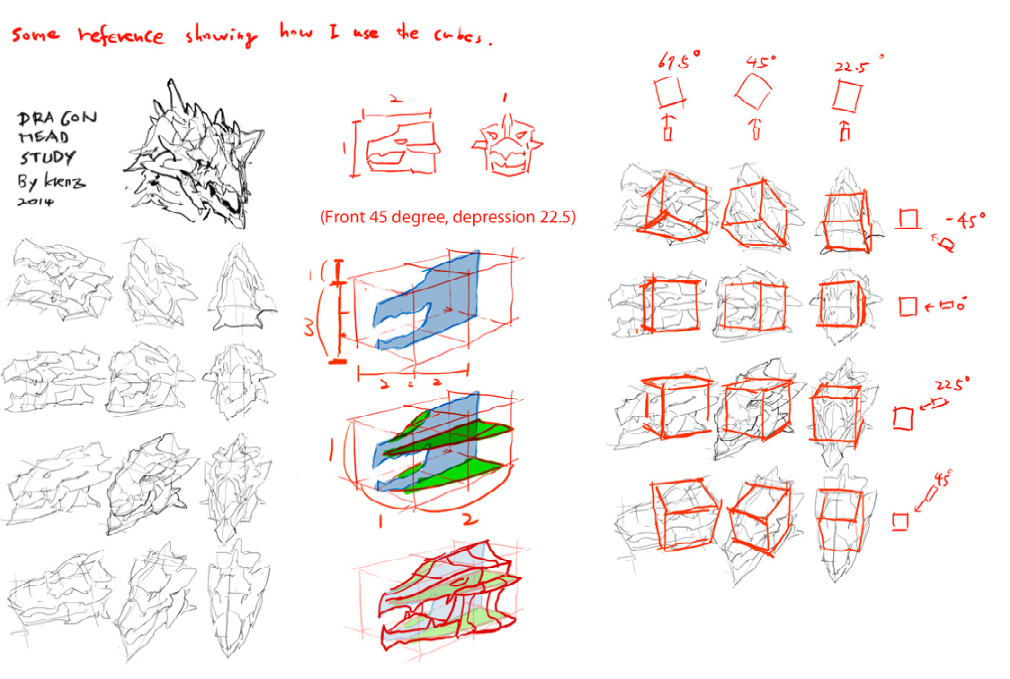 Some reference showing how I use the cubes.
DRAGON
HEAD
STUDY
By krenz
2014
2
1
1
(Front 45 degree, depression 22.5)
1
3
2 = 2
1
1 2
67.5° 45° 22.5°
-45°
0°
22.5°
45°